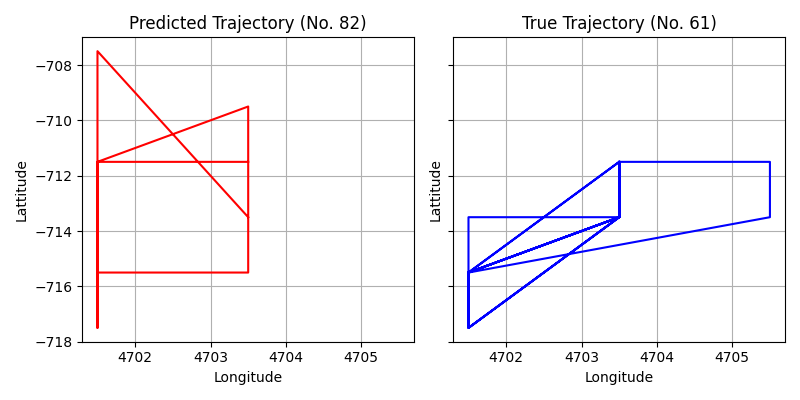 Predicted Trajectory (No. 82)
True Trajectory (No. 61)
−708
−710
−712
−714
−716
−718
Lattitude
Lattitude
4702 4703 4704 4705
4702 4703 4704 4705
Longitude
Longitude